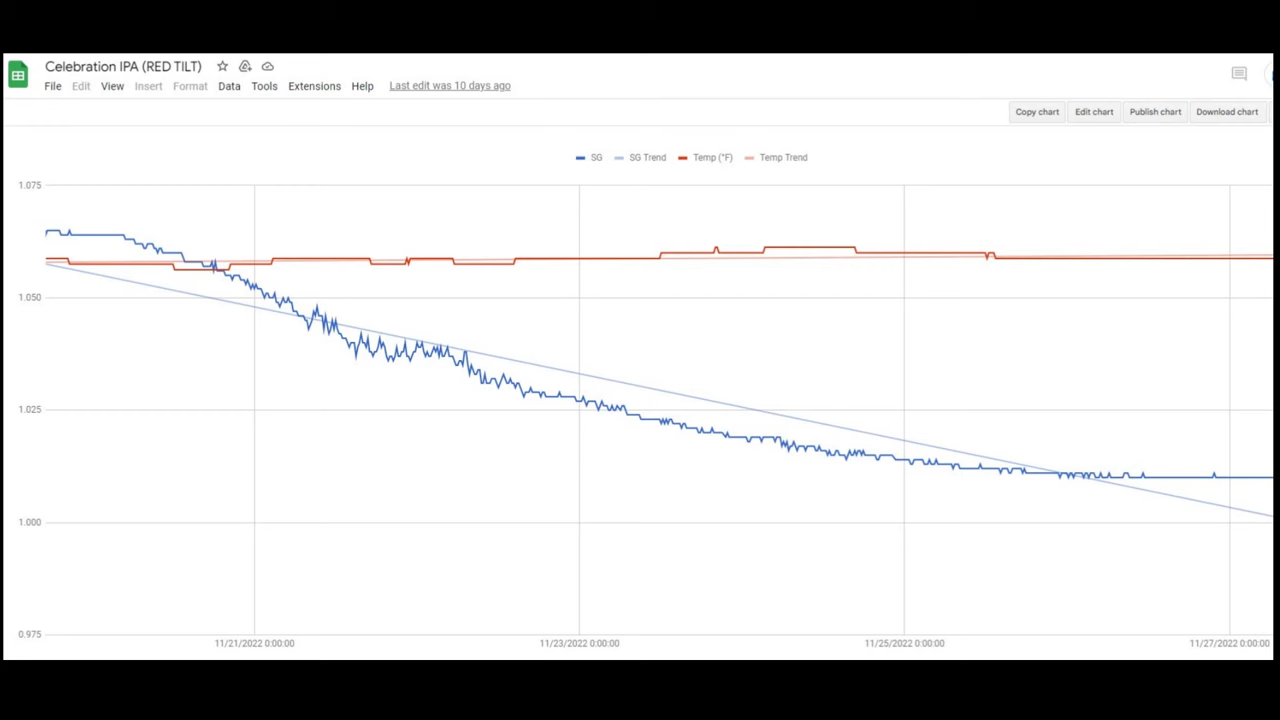 Celebration IPA (RED TILT)
File Edit View Insert Format Data Tools Extensions Help Last edit was 10 days ago
Copy chart Edit chart Publish chart Download chart
SG SG Trend Temp (°F) Temp Trend
1.075
1.050
1.025
1.000
0.975
11/21/2022 0:00:00 11/23/2022 0:00:00 11/25/2022 0:00:00 11/27/2022 0:00:00